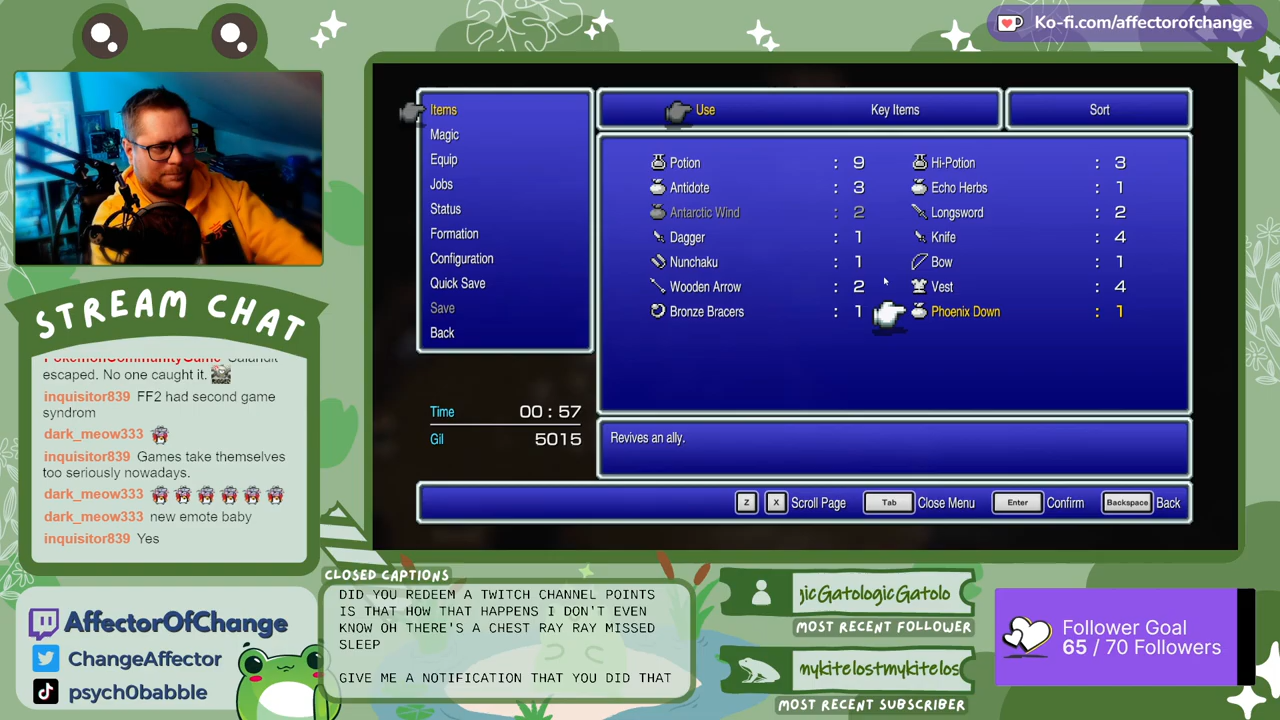 Ko-fi.com/affectorofchange
Items
Magic
Equip
Jobs
Status
Formation
Configuration
Quick Save
Save
Back
Time 00:57
Gil 5015
Use Key Items Sort
Potion : 9 Hi-Potion : 3
Antidote : 3 Echo Herbs : 1
Antarctic Wind : 2 Longsword : 2
Dagger : 1 Knife : 4
Nunchaku : 1 Bow : 1
Wooden Arrow : 2 Vest : 4
Bronze Bracers : 1 Phoenix Down : 1
Revives an ally.
Z X Scroll Page Tab Close Menu Enter Confirm Backspace Back
STREAM CHAT
escaped. No one caught it.
inquisitor839 FF2 had second game
syndrom
dark_meow333
inquisitor839 Games take themselves
too seriously nowadays.
dark_meow333
dark_meow333 new emote baby
inquisitor839 Yes
AffectorOfChange
ChangeAffector
psych0babble
CLOSED CAPTIONS
DID YOU REDEEM A TWITCH CHANNEL POINTS
IS THAT HOW THAT HAPPENS I DON'T EVEN
KNOW OH THERE'S A CHEST RAY RAY MISSED
SLEEP
GIVE ME A NOTIFICATION THAT YOU DID THAT
gicGatologicGatolo
MOST RECENT FOLLOWER
mykitelostmykitelos
MOST RECENT SUBSCRIBER
Follower Goal
65 / 70 Followers